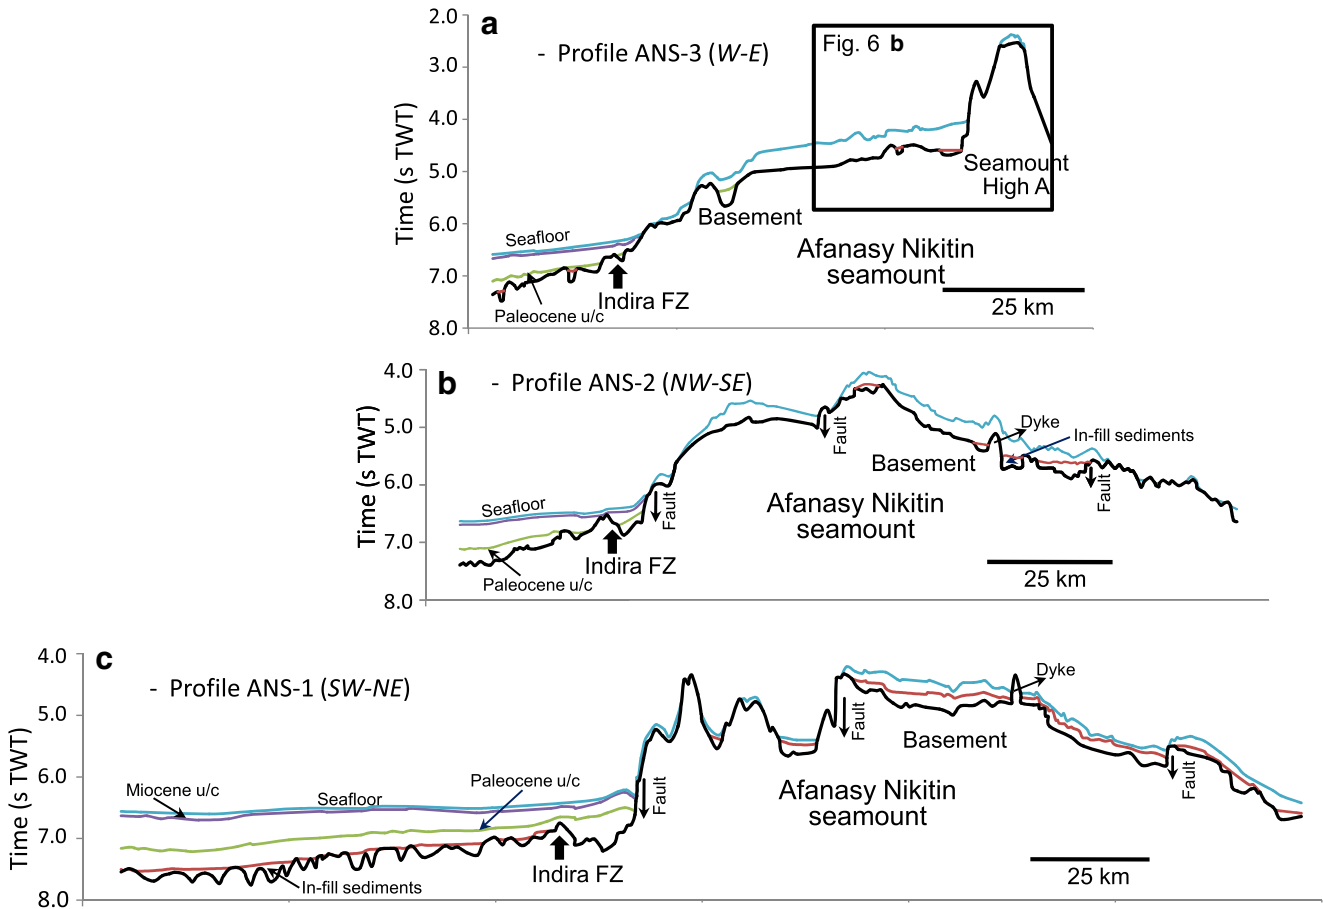 a
- Profile ANS-3 (W-E)
Fig. 6 b
2.0
3.0
4.0
5.0
6.0
7.0
8.0
Time (s TWT)
Seamount
High A
Basement
Seafloor
Afanasy Nikitin
seamount
Indira FZ
25 km
Paleocene u/c
b
- Profile ANS-2 (NW-SE)
4.0
5.0
6.0
7.0
8.0
Time (s TWT)
Dyke
Fault
In-fill sediments
Basement
Fault
Fault
Seafloor
Afanasy Nikitin
seamount
Indira FZ
25 km
Paleocene u/c
c
- Profile ANS-1 (SW-NE)
4.0
5.0
6.0
7.0
8.0
Time (s TWT)
Dyke
Fault
Basement
Paleocene u/c
Miocene u/c
Seafloor
Fault
Fault
Afanasy Nikitin
seamount
Indira FZ
25 km
In-fill sediments